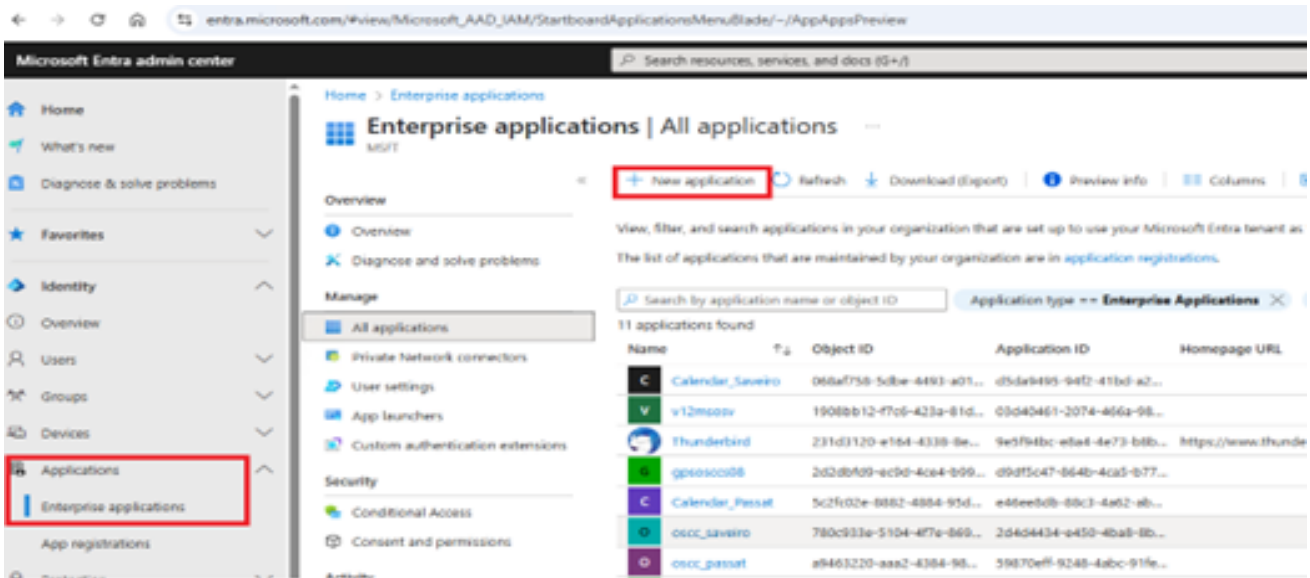 entra.microsoft.com/#view/Microsoft_AAD_IAM/StartboardApplicationsMenuBlade/~/AppAppsPreview
Microsoft Entra admin center
Search resources, services, and docs (G+/)
Home
What's new
Diagnose & solve problems
Favorites
Identity
Overview
Users
Groups
Devices
Applications
Enterprise applications
App registrations
Home > Enterprise applications
Enterprise applications | All applications
MSFT
Overview
Overview
Diagnose and solve problems
Manage
All applications
Private Network connectors
User settings
App launchers
Custom authentication extensions
Security
Conditional Access
Consent and permissions
+ New application Refresh Download (Export) Preview info Columns
View, filter, and search applications in your organization that are set up to use your Microsoft Entra tenant as
The list of applications that are maintained by your organization are in application registrations.
Search by application name or object ID Application type == Enterprise Applications
11 applications found
Name Object ID Application ID Homepage URL
C Calendar_Saveiro
V v12msosv
Thunderbird https://www.thunde
G gpsosccs08
C Calendar_Passat
O oscc_saveiro
O oscc_passat